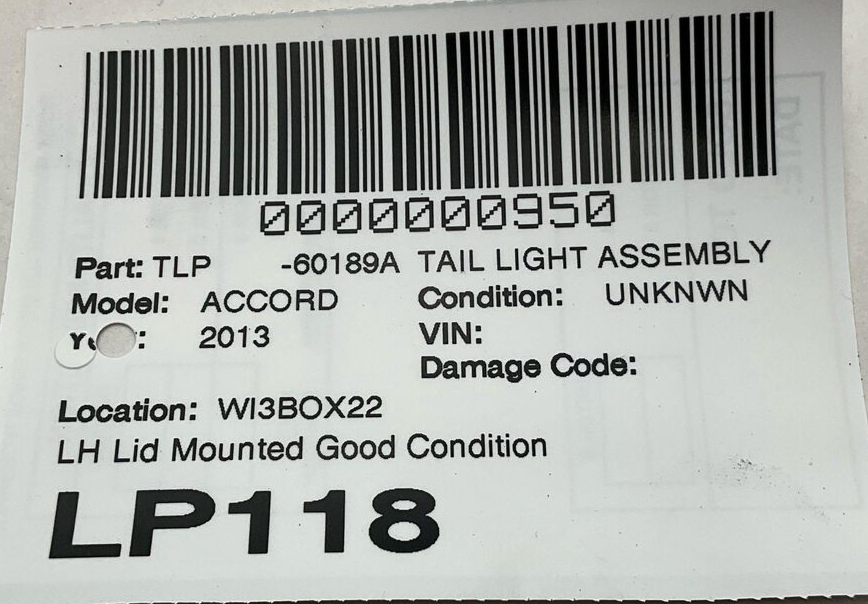 0000000950
Part: TLP -60189A TAIL LIGHT ASSEMBLY
Model: ACCORD Condition: UNKNWN
2013 VIN:
Damage Code:
Location: WI3BOX22
LH Lid Mounted Good Condition
LP118